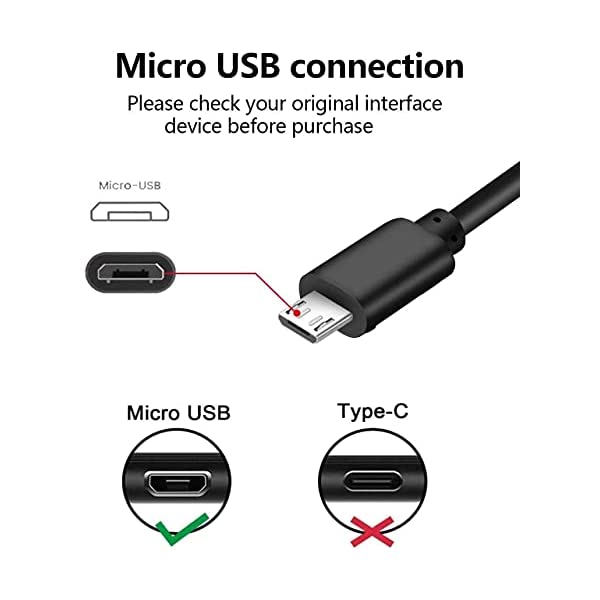 Micro USB connection
Please check your original interface
device before purchase
Micro-USB
Micro USB
Type-C